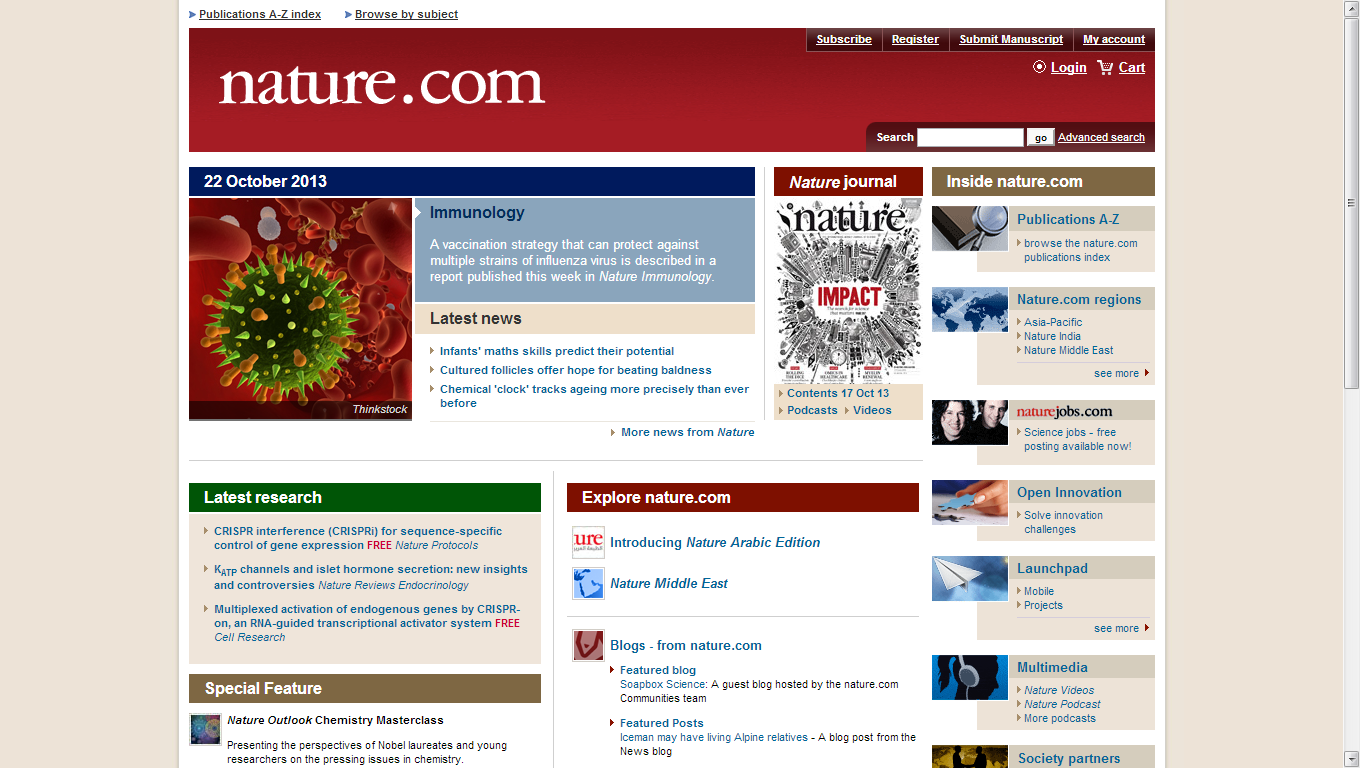 Publications A-Z index Browse by subject
Subscribe Register Submit Manuscript My account
nature.com
Login Cart
Search go Advanced search
22 October 2013
Immunology
A vaccination strategy that can protect against
multiple strains of influenza virus is described in a
report published this week in Nature Immunology.
Thinkstock
Latest news
Infants' maths skills predict their potential
Cultured follicles offer hope for beating baldness
Chemical 'clock' tracks ageing more precisely than ever
before
More news from Nature
Nature journal
nature
IMPACT
Contents 17 Oct 13
Podcasts Videos
Inside nature.com
Publications A-Z
browse the nature.com
publications index
Nature.com regions
Asia-Pacific
Nature India
Nature Middle East
see more
naturejobs.com
Science jobs - free
posting available now!
Open Innovation
Solve innovation
challenges
Launchpad
Mobile
Projects
see more
Multimedia
Nature Videos
Nature Podcast
More podcasts
Society partners
Latest research
CRISPR interference (CRISPRi) for sequence-specific
control of gene expression FREE Nature Protocols
KATP channels and islet hormone secretion: new insights
and controversies Nature Reviews Endocrinology
Multiplexed activation of endogenous genes by CRISPR-
on, an RNA-guided transcriptional activator system FREE
Cell Research
Special Feature
Nature Outlook Chemistry Masterclass
Presenting the perspectives of Nobel laureates and young
researchers on the pressing issues in chemistry.
Explore nature.com
ure
Introducing Nature Arabic Edition
Nature Middle East
Blogs - from nature.com
Featured blog
Soapbox Science: A guest blog hosted by the nature.com
Communities team
Featured Posts
Iceman may have living Alpine relatives - A blog post from the
News blog